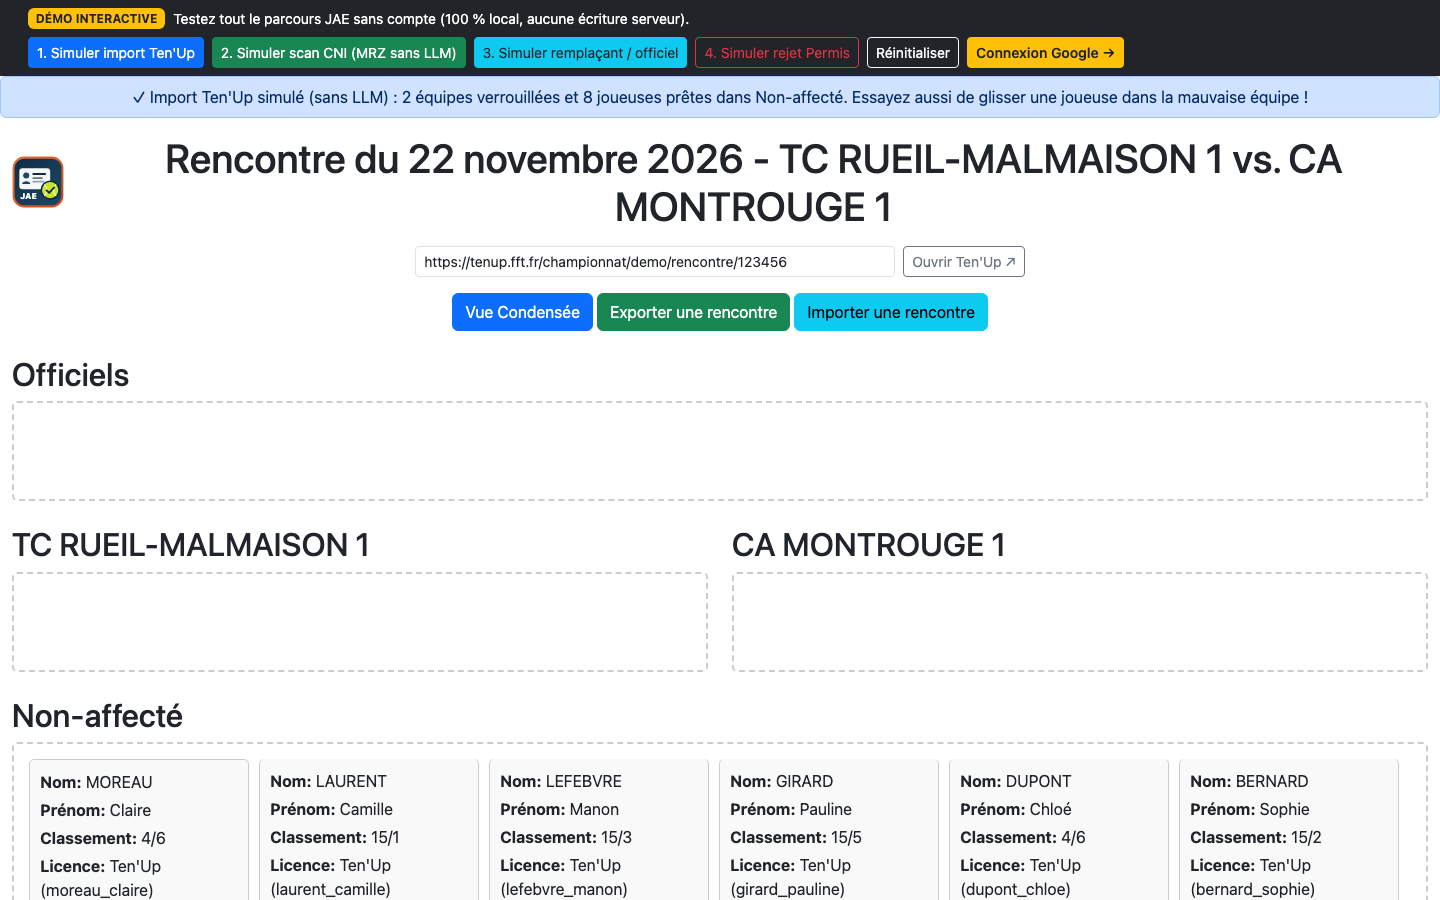 DÉMO INTERACTIVE Testez tout le parcours JAE sans compte (100 % local, aucune écriture serveur).
1. Simuler import Ten'Up 2. Simuler scan CNI (MRZ sans LLM) 3. Simuler remplaçant / officiel 4. Simuler rejet Permis Réinitialiser Connexion Google →
✓ Import Ten'Up simulé (sans LLM) : 2 équipes verrouillées et 8 joueuses prêtes dans Non-affecté. Essayez aussi de glisser une joueuse dans la mauvaise équipe !
JAE
Rencontre du 22 novembre 2026 - TC RUEIL-MALMAISON 1 vs. CA
MONTROUGE 1
https://tenup.fft.fr/championnat/demo/rencontre/123456 Ouvrir Ten'Up ↗
Vue Condensée Exporter une rencontre Importer une rencontre
Officiels
TC RUEIL-MALMAISON 1 CA MONTROUGE 1
Non-affecté
Nom: MOREAU
Prénom: Claire
Classement: 4/6
Licence: Ten'Up
(moreau_claire)
Nom: LAURENT
Prénom: Camille
Classement: 15/1
Licence: Ten'Up
(laurent_camille)
Nom: LEFEBVRE
Prénom: Manon
Classement: 15/3
Licence: Ten'Up
(lefebvre_manon)
Nom: GIRARD
Prénom: Pauline
Classement: 15/5
Licence: Ten'Up
(girard_pauline)
Nom: DUPONT
Prénom: Chloé
Classement: 4/6
Licence: Ten'Up
(dupont_chloe)
Nom: BERNARD
Prénom: Sophie
Classement: 15/2
Licence: Ten'Up
(bernard_sophie)